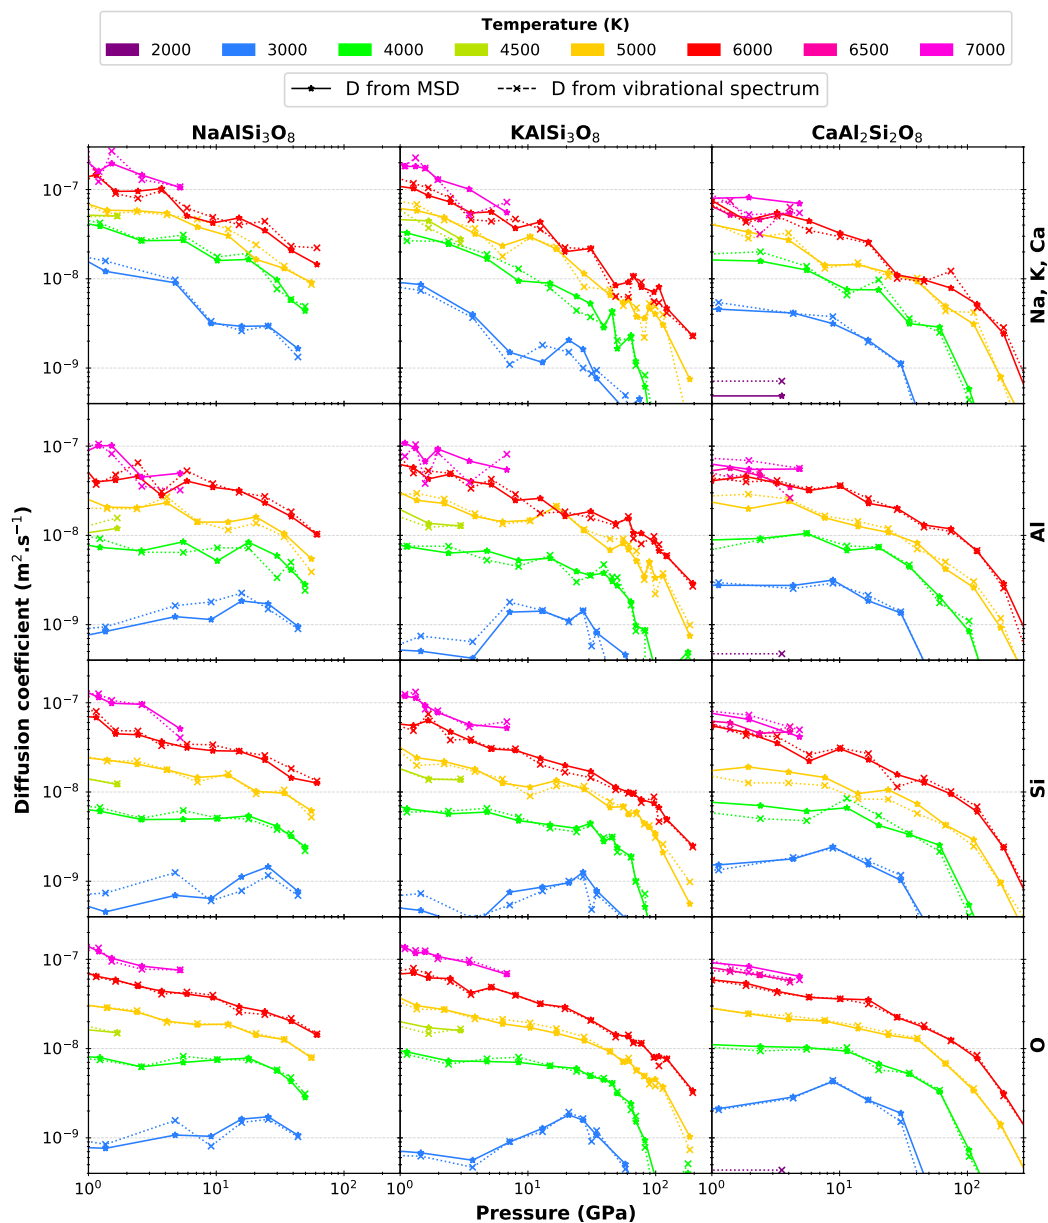 Temperature (K)
2000 3000 4000 4500 5000 6000 6500 7000
D from MSD D from vibrational spectrum
NaAlSi₃O₈ KAlSi₃O₈ CaAl₂Si₂O₈
10⁻⁷
10⁻⁸
10⁻⁹
Na, K, Ca
10⁻⁷
10⁻⁸
10⁻⁹
Al
10⁻⁷
10⁻⁸
10⁻⁹
Si
10⁻⁷
10⁻⁸
10⁻⁹
O
Diffusion coefficient (m².s⁻¹)
10⁰ 10¹ 10² 10⁰ 10¹ 10² 10⁰ 10¹ 10²
Pressure (GPa)